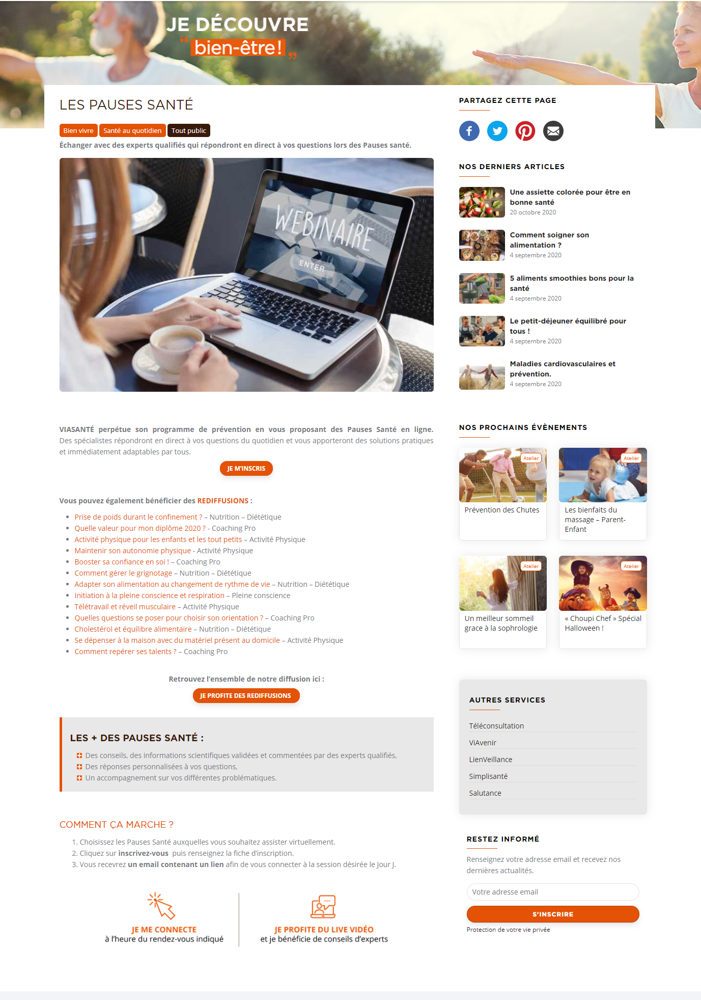 JE DÉCOUVRE
“ bien-être! ”
LES PAUSES SANTÉ
Bien vivre Santé au quotidien Tout public
Échanger avec des experts qualifiés qui répondront en direct à vos questions lors des Pauses santé.
WEBINAIRE
ENTER
VIASANTÉ perpétue son programme de prévention en vous proposant des Pauses Santé en ligne.
Des spécialistes répondront en direct à vos questions du quotidien et vous apporteront des solutions pratiques
et immédiatement adaptables par tous.
JE M'INSCRIS
Vous pouvez également bénéficier des REDIFFUSIONS :
• Prise de poids durant le confinement ? – Nutrition – Diététique
• Quelle valeur pour mon diplôme 2020 ? - Coaching Pro
• Activité physique pour les enfants et les tout petits – Activité Physique
• Maintenir son autonomie physique - Activité Physique
• Booster sa confiance en soi ! – Coaching Pro
• Comment gérer le grignotage – Nutrition – Diététique
• Adapter son alimentation au changement de rythme de vie – Nutrition – Diététique
• Initiation à la pleine conscience et respiration – Pleine conscience
• Télétravail et réveil musculaire – Activité Physique
• Quelles questions se poser pour choisir son orientation ? – Coaching Pro
• Cholestérol et équilibre alimentaire – Nutrition – Diététique
• Se dépenser à la maison avec du matériel présent au domicile – Activité Physique
• Comment repérer ses talents ? – Coaching Pro
Retrouvez l'ensemble de notre diffusion ici :
JE PROFITE DES REDIFFUSIONS
LES + DES PAUSES SANTÉ :
Des conseils, des informations scientifiques validées et commentées par des experts qualifiés,
Des réponses personnalisées à vos questions,
Un accompagnement sur vos différentes problématiques.
COMMENT ÇA MARCHE ?
1. Choisissez les Pauses Santé auxquelles vous souhaitez assister virtuellement.
2. Cliquez sur inscrivez-vous puis renseignez la fiche d'inscription.
3. Vous recevrez un email contenant un lien afin de vous connecter à la session désirée le Jour J.
JE ME CONNECTE
à l'heure du rendez-vous indiqué
JE PROFITE DU LIVE VIDÉO
et je bénéficie de conseils d'experts
PARTAGEZ CETTE PAGE
NOS DERNIERS ARTICLES
Une assiette colorée pour être en
bonne santé
20 octobre 2020
Comment soigner son
alimentation ?
4 septembre 2020
5 aliments smoothies bons pour la
santé
4 septembre 2020
Le petit-déjeuner équilibré pour
tous !
4 septembre 2020
Maladies cardiovasculaires et
prévention.
4 septembre 2020
NOS PROCHAINS ÉVÈNEMENTS
Atelier
Prévention des Chutes
Atelier
Les bienfaits du
massage – Parent-
Enfant
Atelier
Un meilleur sommeil
grace à la sophrologie
Atelier
« Choupi Chef » Spécial
Halloween !
AUTRES SERVICES
Téléconsultation
ViAvenir
LienVeillance
Simplisanté
Salutance
RESTEZ INFORMÉ
Renseignez votre adresse email et recevez nos
dernières actualités.
Votre adresse email
S'INSCRIRE
Protection de votre vie privée